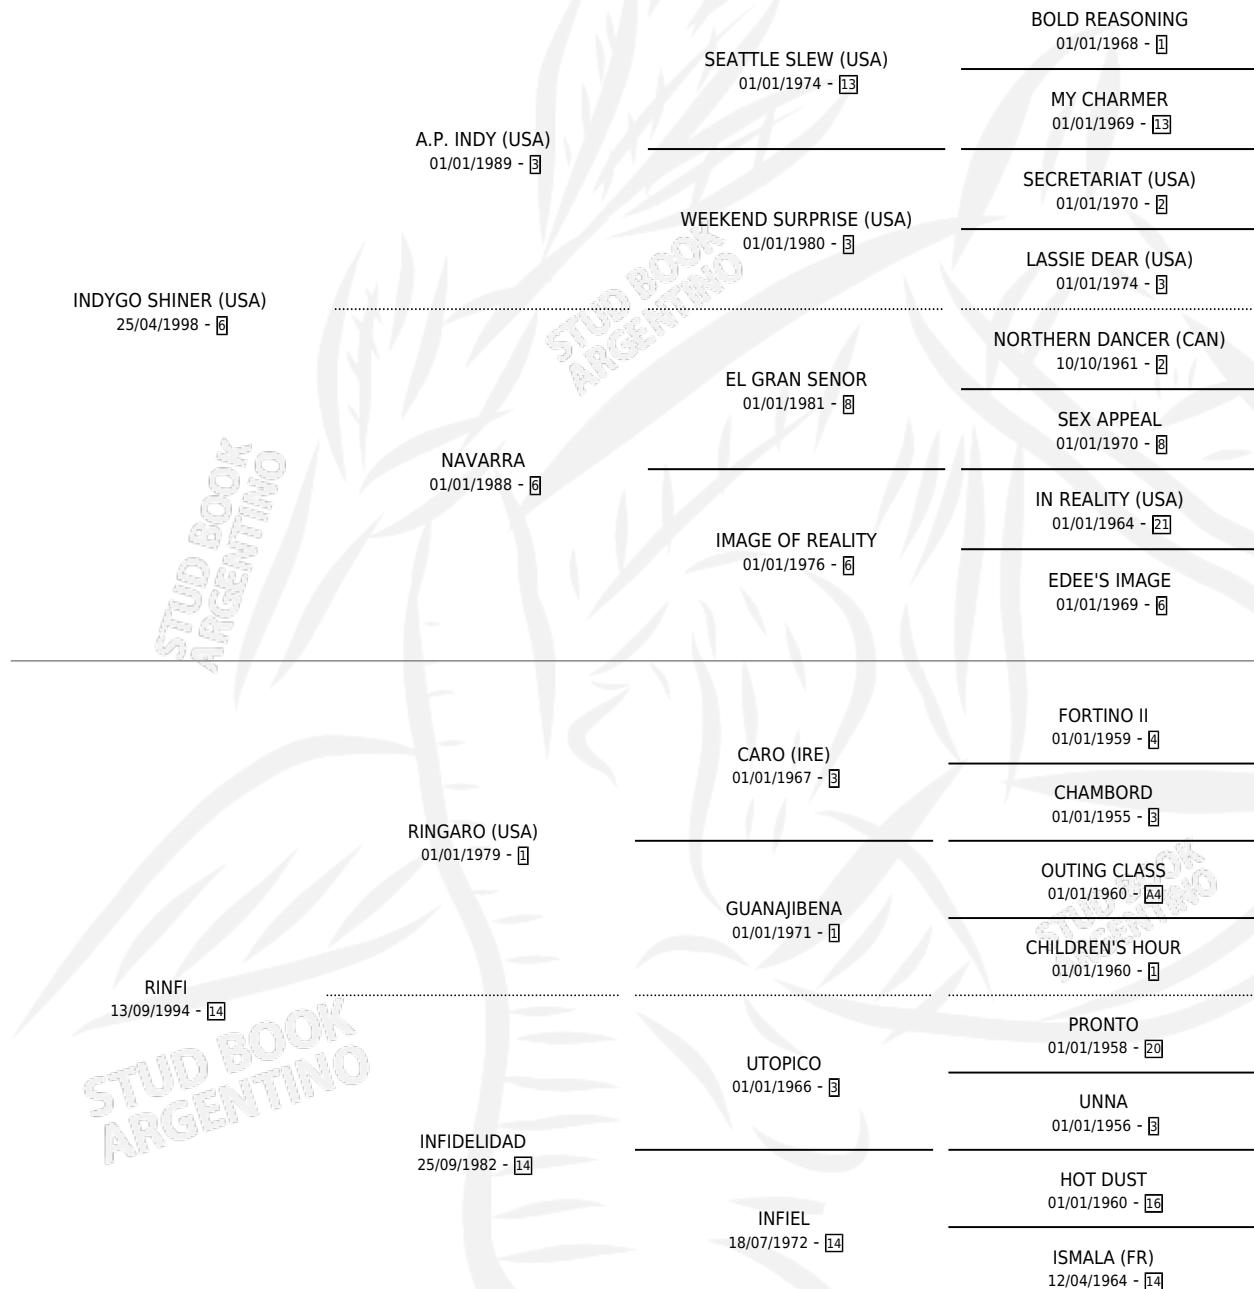 BOLD REASONING
01/01/1968 - 1
SEATTLE SLEW (USA)
01/01/1974 - 13
MY CHARMER
01/01/1969 - 13
A.P. INDY (USA)
01/01/1989 - 3
SECRETARIAT (USA)
01/01/1970 - 2
WEEKEND SURPRISE (USA)
01/01/1980 - 3
LASSIE DEAR (USA)
01/01/1974 - 3
INDYGO SHINER (USA)
25/04/1998 - 6
NORTHERN DANCER (CAN)
10/10/1961 - 2
EL GRAN SENOR
01/01/1981 - 8
SEX APPEAL
01/01/1970 - 8
NAVARRA
01/01/1988 - 6
IN REALITY (USA)
01/01/1964 - 21
IMAGE OF REALITY
01/01/1976 - 6
EDEE'S IMAGE
01/01/1969 - 6
FORTINO II
01/01/1959 - 4
CARO (IRE)
01/01/1967 - 3
CHAMBORD
01/01/1955 - 3
RINGARO (USA)
01/01/1979 - 1
OUTING CLASS
01/01/1960 - A4
GUANAJIBENA
01/01/1971 - 1
CHILDREN'S HOUR
01/01/1960 - 1
RINFI
13/09/1994 - 14
PRONTO
01/01/1958 - 20
UTOPICO
01/01/1966 - 3
UNNA
01/01/1956 - 3
INFIDELIDAD
25/09/1982 - 14
HOT DUST
01/01/1960 - 16
INFIEL
18/07/1972 - 14
ISMALA (FR)
12/04/1964 - 14
STUD BOOK
ARGENTINO
STUD BOOK
ARGENTINO
STUD BOOK
ARGENTINO
STUD BOOK
ARGENTINO